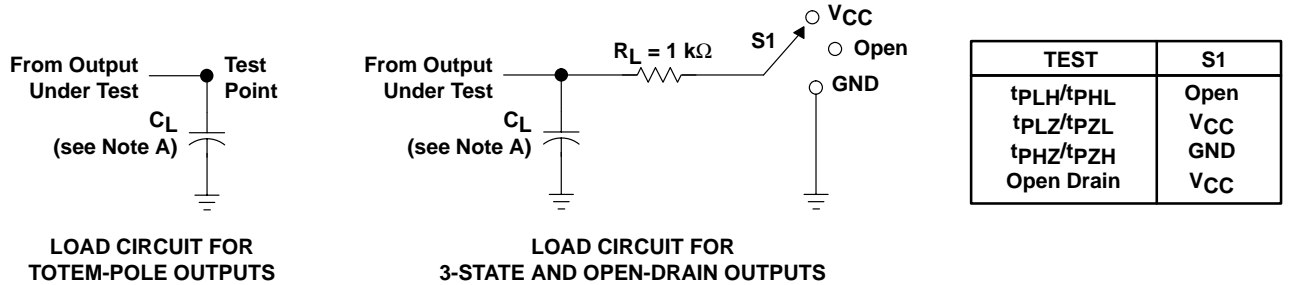 From Output
Under Test
Test
Point
CL
(see Note A)
LOAD CIRCUIT FOR
TOTEM-POLE OUTPUTS
From Output
Under Test
RL = 1 kΩ
S1
VCC
Open
GND
CL
(see Note A)
LOAD CIRCUIT FOR
3-STATE AND OPEN-DRAIN OUTPUTS
TEST S1
tPLH/tPHL Open
tPLZ/tPZL VCC
tPHZ/tPZH GND
Open Drain VCC